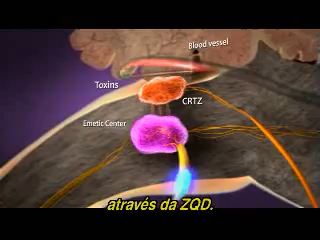 Blood vessel
Toxins
CRTZ
Emetic Center
através da ZQD.